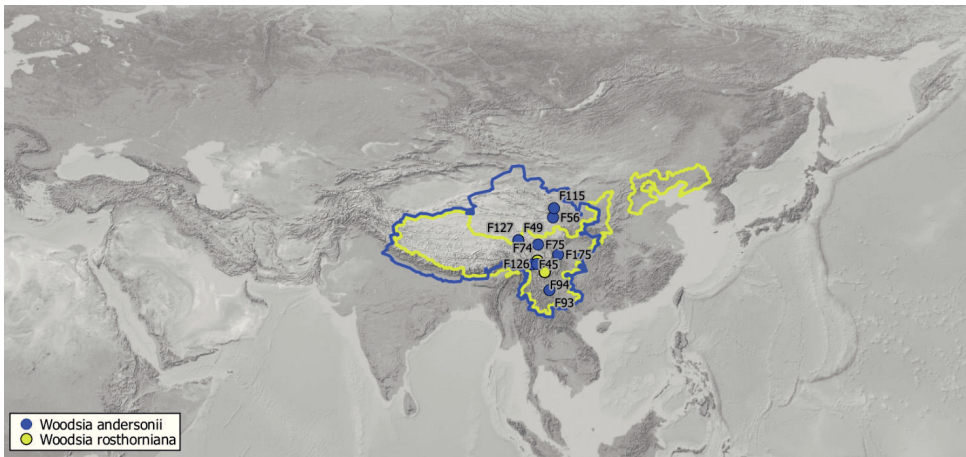 F115
F56
F127 F49
F74 F75
F175
F126 F45
F94
F93
Woodsia andersonii
Woodsia rosthorniana